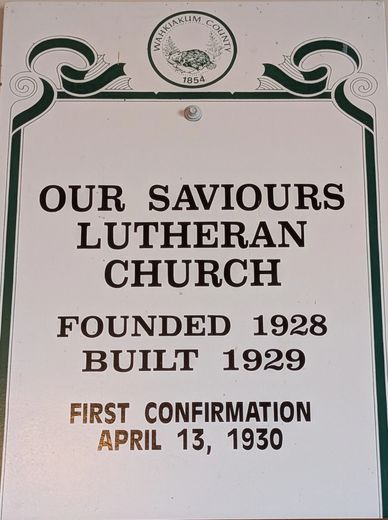 WAHKIAKUM COUNTY
1854
OUR SAVIOURS
LUTHERAN
CHURCH
FOUNDED 1928
BUILT 1929
FIRST CONFIRMATION
APRIL 13, 1930